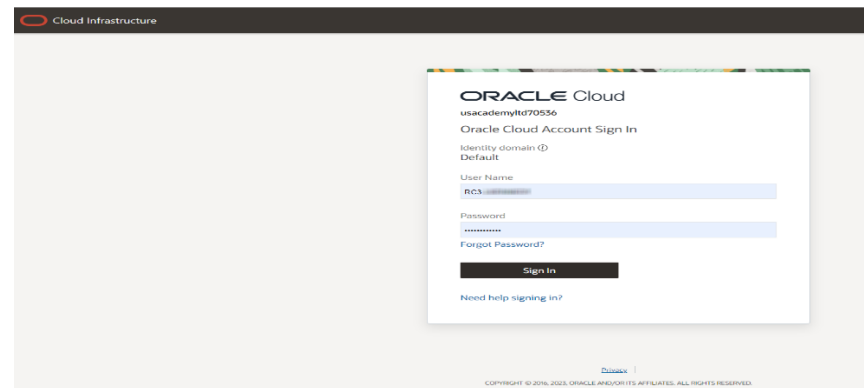 Cloud Infrastructure
ORACLE Cloud
usacademyltd70536
Oracle Cloud Account Sign In
Identity domain
Default
User Name
RC3
Password
Forgot Password?
Sign In
Need help signing in?
Privacy
COPYRIGHT © 2016, 2023, ORACLE AND/OR ITS AFFILIATES. ALL RIGHTS RESERVED.